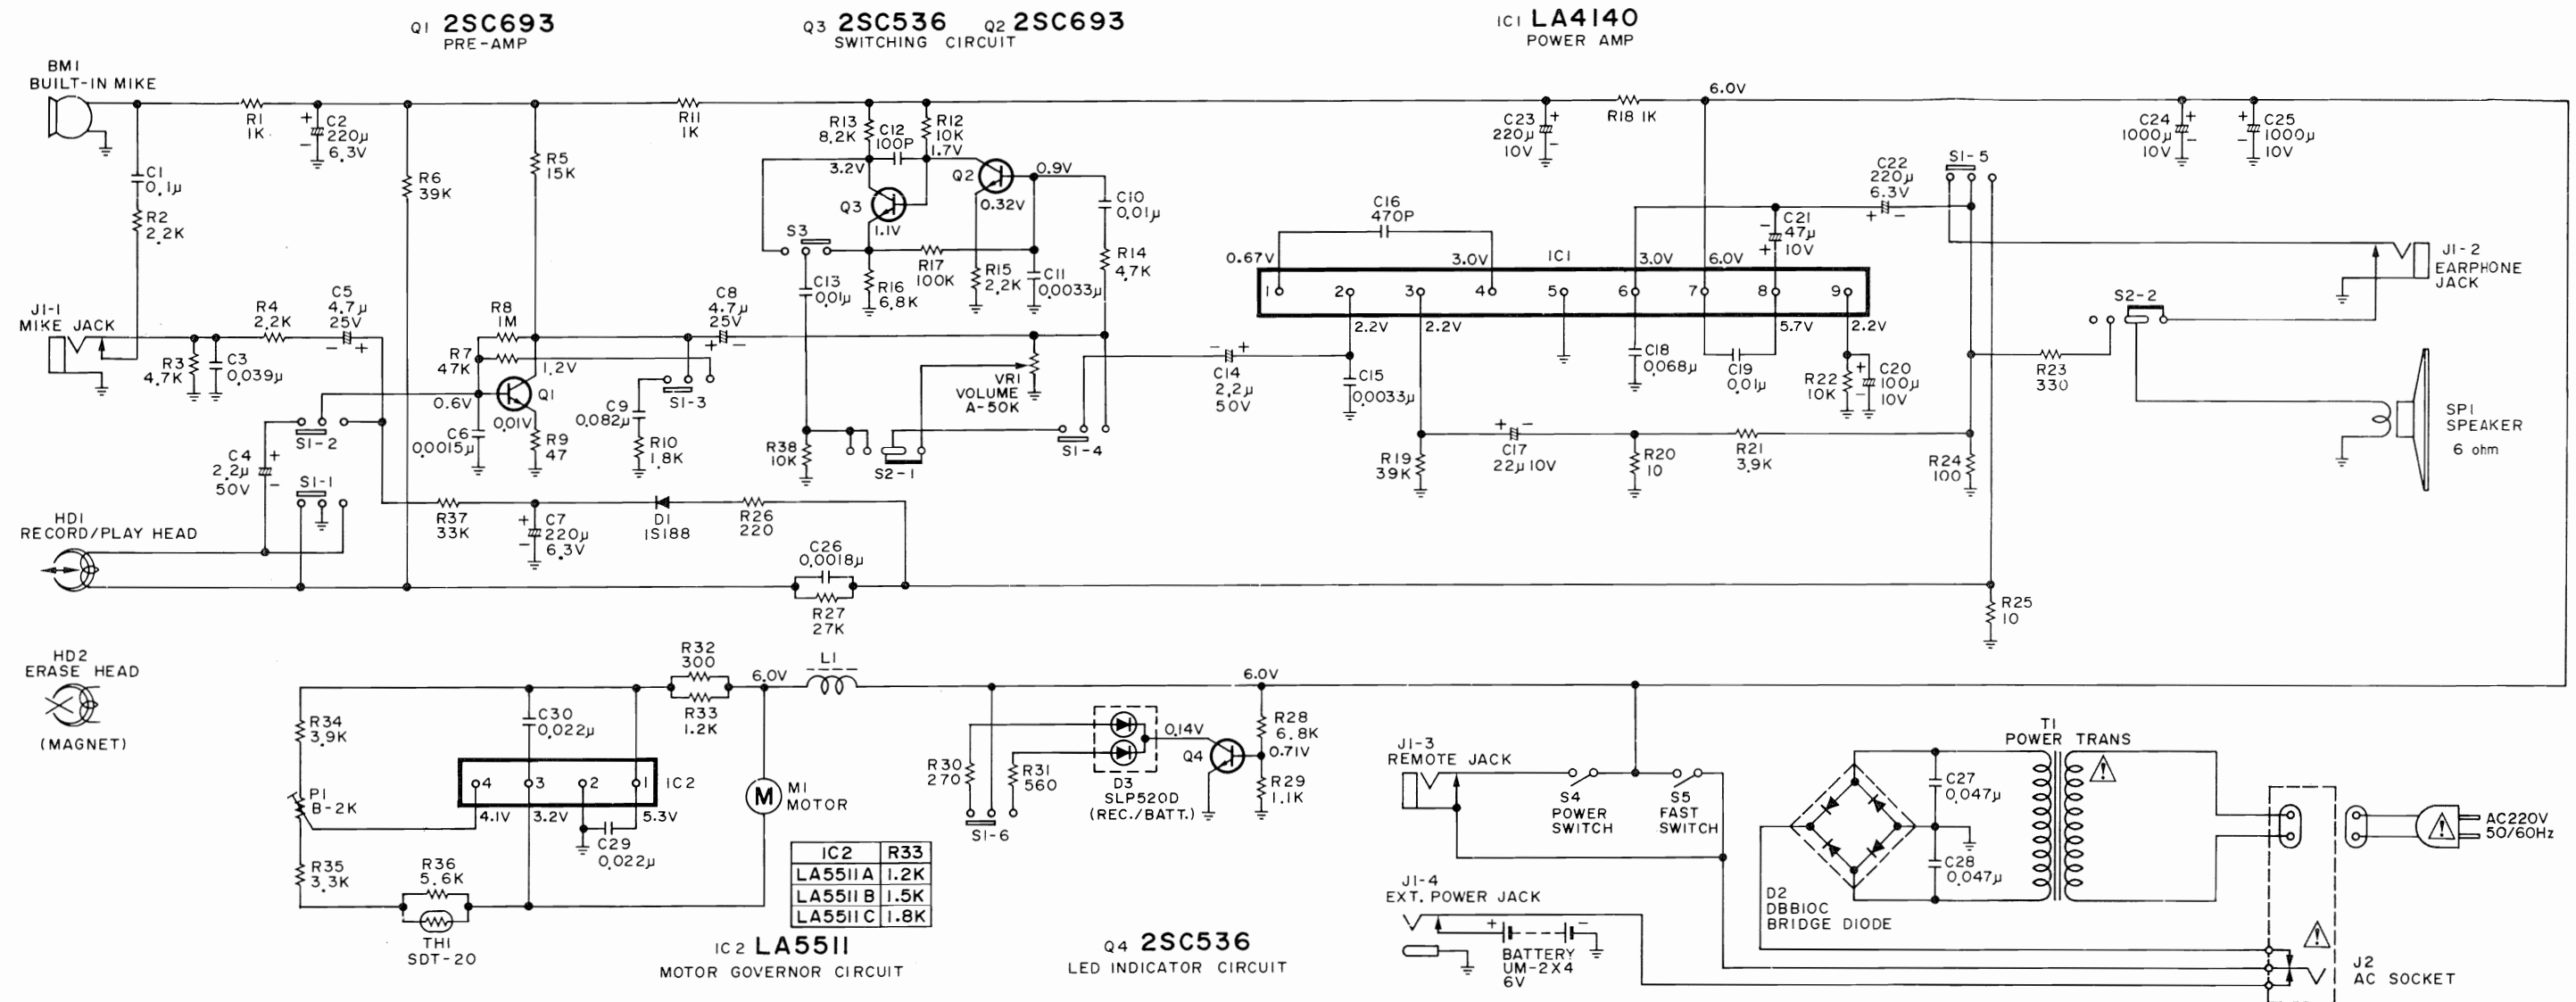 Q1 2SC693
PRE-AMP
Q3 2SC536 Q2 2SC693
SWITCHING CIRCUIT
IC1 LA4140
POWER AMP
BM1
BUILT-IN MIKE
R1
1K
C2
220μ
6.3V
+
−
C1
0.1μ
R2
2.2K
R6
39K
R5
15K
R11
1K
R13
8.2K
C12
100P
R12
10K
1.7V
3.2V
Q3
1.1V
Q2
0.9V
0.32V
C10
0.01μ
S3
R17
100K
R14
4.7K
C13
0.01μ
R16
6.8K
R15
2.2K
C11
0.0033μ
C23
220μ
10V
+
−
R18 1K
6.0V
C24
1000μ
10V
+
−
C25
1000μ
10V
+
−
C22
220μ
6.3V
+ −
S1-5
C16
470P
C21
47μ
10V
−
+
0.67V
3.0V
IC1
3.0V
6.0V
1
2
3
4
5
6
7
8
9
2.2V
2.2V
5.7V
2.2V
J1-2
EARPHONE
JACK
S2-2
J1-1
MIKE JACK
R4
2.2K
C5
4.7μ
25V
− +
R3
4.7K
C3
0.039μ
R8
1M
R7
47K
1.2V
Q1
0.6V
0.01V
C6
0.0015μ
R9
47
C8
4.7μ
25V
+ −
S1-3
C9
0.082μ
R10
1.8K
VR1
VOLUME
A-50K
C14
2.2μ
50V
− +
C15
0.0033μ
C18
0.068μ
C19
0.01μ
R22
10K
C20
100μ
10V
+
−
R23
330
SP1
SPEAKER
6 ohm
S1-2
S1-1
C4
2.2μ
50V
+
−
R38
10K
S2-1
S1-4
R19
39K
C17
22μ 10V
+ −
R20
10
R21
3.9K
R24
100
HD1
RECORD/PLAY HEAD
R37
33K
C7
220μ
6.3V
+
−
D1
1S188
R26
220
C26
0.0018μ
R27
27K
R25
10
HD2
ERASE HEAD
(MAGNET)
R34
3.9K
P1
B-2K
R35
3.3K
R36
5.6K
TH1
SDT-20
C30
0.022μ
4
3
2
1
IC2
4.1V
3.2V
5.3V
C29
0.022μ
R32
300
R33
1.2K
6.0V
L1
M
M1
MOTOR
IC2 R33
LA5511A 1.2K
LA5511B 1.5K
LA5511C 1.8K
IC2 LA5511
MOTOR GOVERNOR CIRCUIT
6.0V
R30
270
R31
560
S1-6
D3
SLP520D
(REC./BATT.)
0.14V
Q4
R28
6.8K
0.71V
R29
1.1K
Q4 2SC536
LED INDICATOR CIRCUIT
J1-3
REMOTE JACK
S4
POWER
SWITCH
S5
FAST
SWITCH
J1-4
EXT. POWER JACK
+ −
BATTERY
UM-2X4
6V
D2
DBB10C
BRIDGE DIODE
C27
0.047μ
C28
0.047μ
T1
POWER TRANS
AC220V
50/60Hz
J2
AC SOCKET